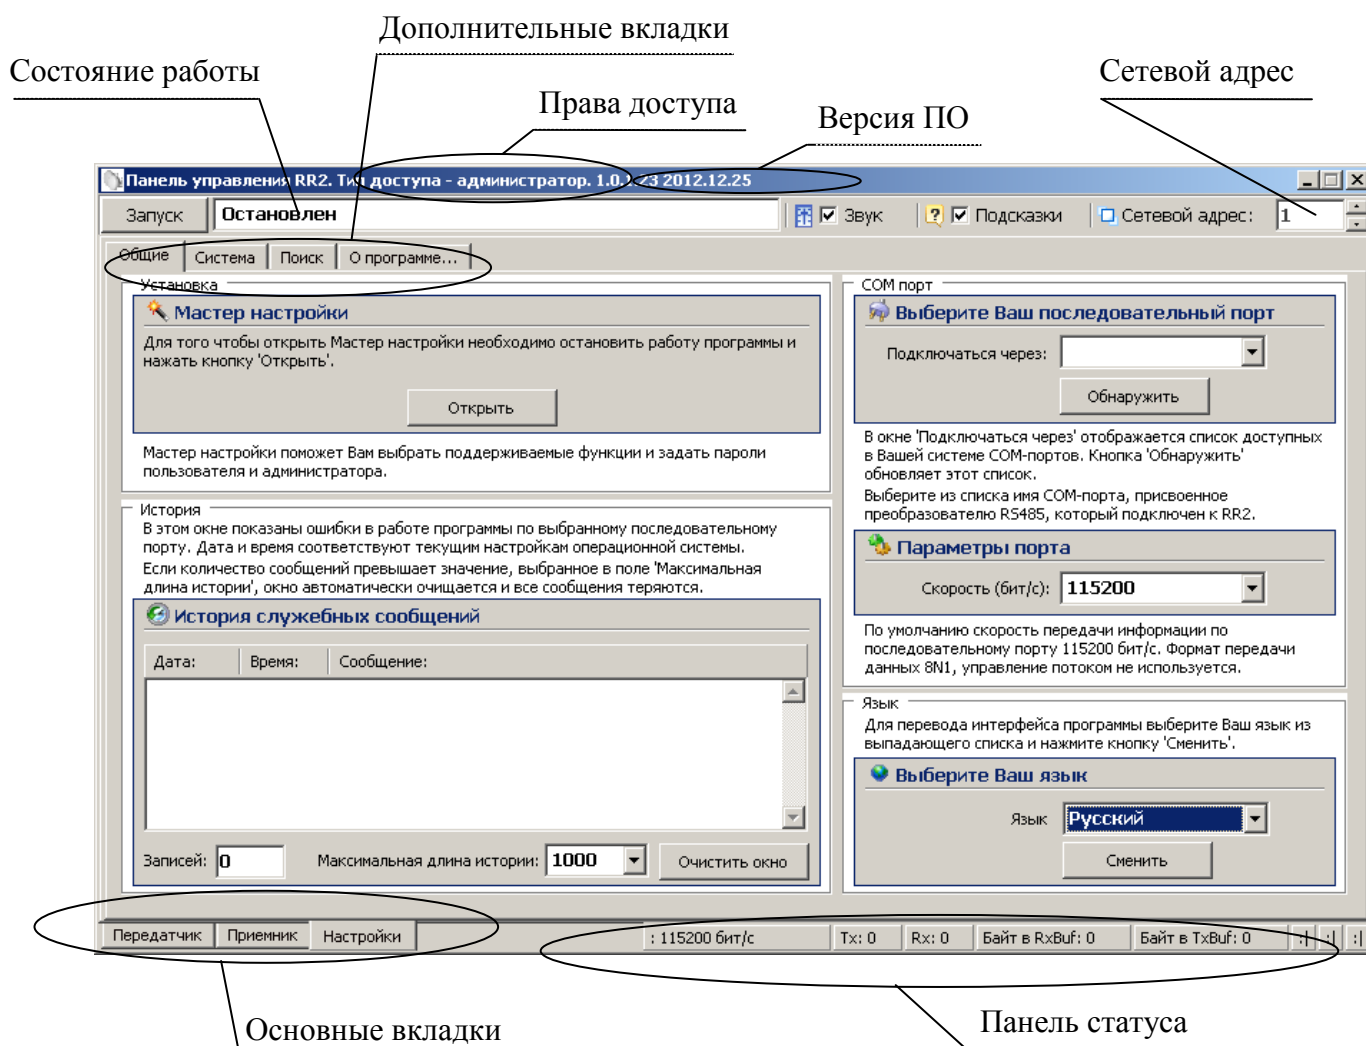 Дополнительные вкладки
Состояние работы
Сетевой адрес
Права доступа
Версия ПО
Панель управления RR2. Тип доступа - администратор. 1.0.1.23 2012.12.25
Запуск
Остановлен
Звук
Подсказки
Сетевой адрес:
1
Общие
Система
Поиск
О программе...
Установка
Мастер настройки
Для того чтобы открыть Мастер настройки необходимо остановить работу программы и
нажать кнопку 'Открыть'.
Открыть
Мастер настройки поможет Вам выбрать поддерживаемые функции и задать пароли
пользователя и администратора.
История
В этом окне показаны ошибки в работе программы по выбранному последовательному
порту. Дата и время соответствуют текущим настройкам операционной системы.
Если количество сообщений превышает значение, выбранное в поле 'Максимальная
длина истории', окно автоматически очищается и все сообщения теряются.
История служебных сообщений
Дата:
Время:
Сообщение:
Записей:
0
Максимальная длина истории:
1000
Очистить окно
COM порт
Выберите Ваш последовательный порт
Подключаться через:
Обнаружить
В окне 'Подключаться через' отображается список доступных
в Вашей системе COM-портов. Кнопка 'Обнаружить'
обновляет этот список.
Выберите из списка имя COM-порта, присвоенное
преобразователю RS485, который подключен к RR2.
Параметры порта
Скорость (бит/с):
115200
По умолчанию скорость передачи информации по
последовательному порту 115200 бит/с. Формат передачи
данных 8N1, управление потоком не используется.
Язык
Для перевода интерфейса программы выберите Ваш язык из
выпадающего списка и нажмите кнопку 'Сменить'.
Выберите Ваш язык
Язык
Русский
Сменить
Передатчик
Приемник
Настройки
: 115200 бит/с
Tx: 0
Rx: 0
Байт в RxBuf: 0
Байт в TxBuf: 0
:|
:|
:|
Основные вкладки
Панель статуса